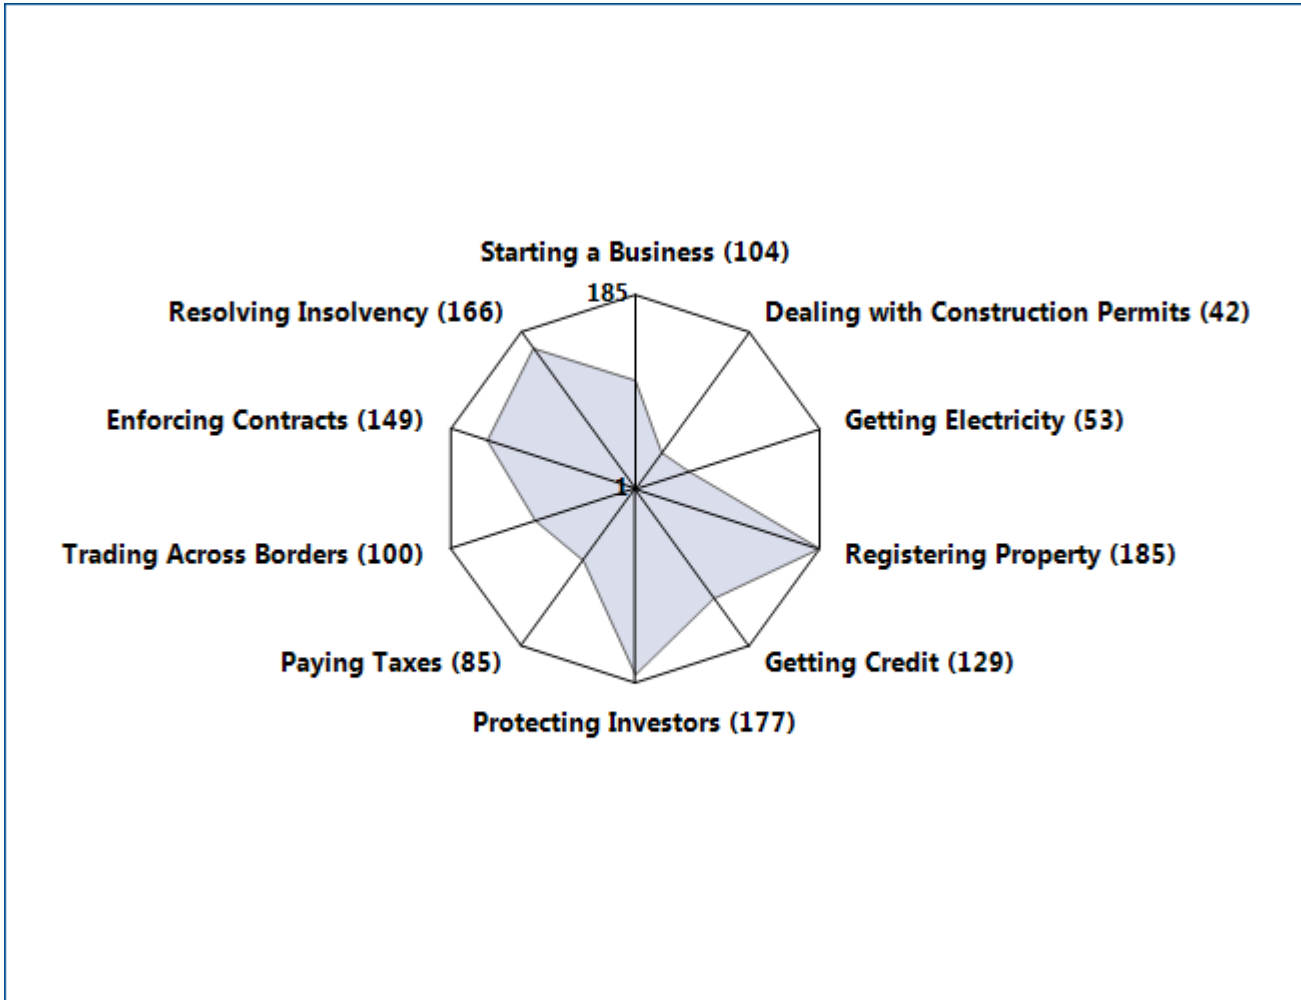 Starting a Business (104)
185
Resolving Insolvency (166)
Dealing with Construction Permits (42)
Enforcing Contracts (149)
Getting Electricity (53)
1
Trading Across Borders (100)
Registering Property (185)
Paying Taxes (85)
Getting Credit (129)
Protecting Investors (177)